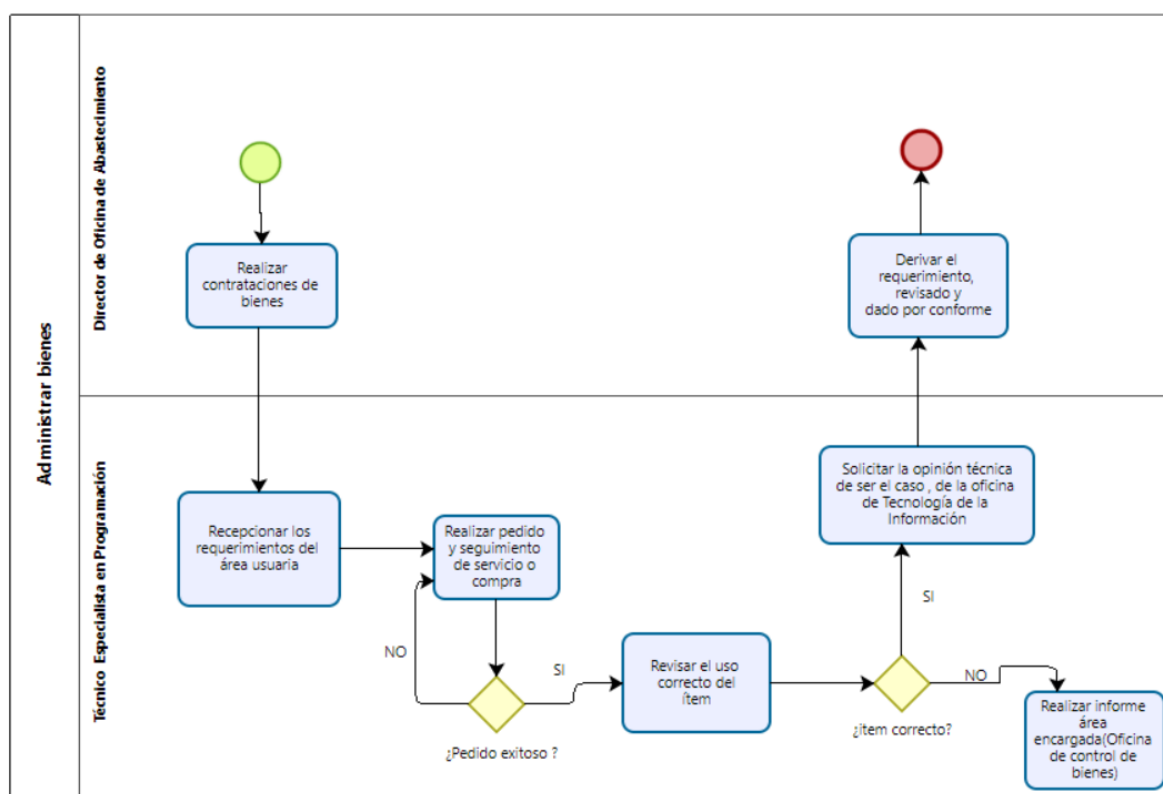 Administrar bienes
Director de Oficina de Abastecimiento
Realizar
contrataciones de
bienes
Derivar el
requerimiento,
revisado y
dado por conforme
Técnico Especialista en Programación
Recepcionar los
requerimientos del
área usuaria
Realizar pedido
y seguimiento
de servicio o
compra
NO
SI
¿Pedido exitoso ?
Revisar el uso
correcto del
ítem
Solicitar la opinión técnica
de ser el caso , de la oficina
de Tecnología de la
Información
SI
NO
¿item correcto?
Realizar informe
área
encargada(Oficina
de control de
bienes)